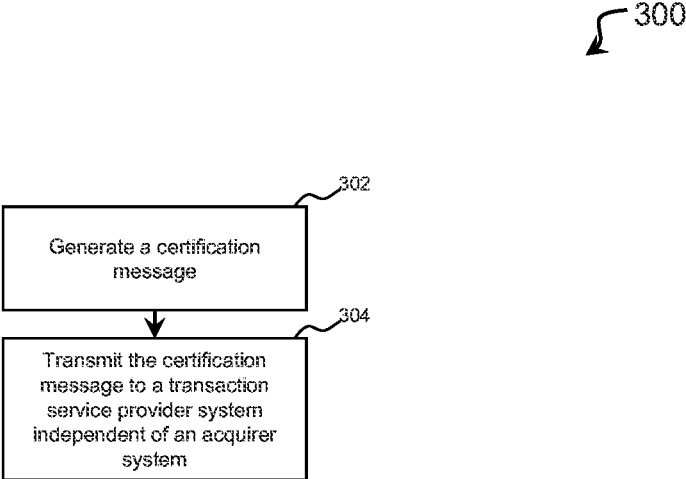 300
302
Generate a certification
message
304
Transmit the certification
message to a transaction
service provider system
independent of an acquirer
system